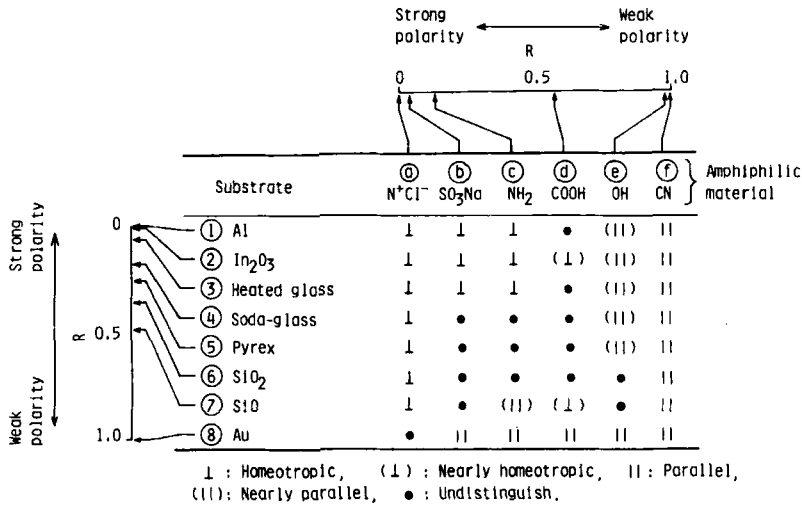 Strong polarity ⟷ Weak polarity
R
0 0.5 1.0
Substrate ⓐ ⓑ ⓒ ⓓ ⓔ ⓕ Amphiphilic material
N⁺Cl⁻ SO₃Na NH₂ COOH OH CN
Strong polarity
Weak polarity
R
0
0.5
1.0
① Al ⊥ ⊥ ⊥ ● (||) ||
② In₂O₃ ⊥ ⊥ ⊥ (⊥) (||) ||
③ Heated glass ⊥ ⊥ ⊥ ● (||) ||
④ Soda-glass ⊥ ● ● ● (||) ||
⑤ Pyrex ⊥ ● ● ● (||) ||
⑥ SiO₂ ⊥ ● ● ● ● ||
⑦ SiO ⊥ ● (||) (⊥) ● ||
⑧ Au ● || || || || ||
⊥ : Homeotropic, (⊥) : Nearly homeotropic, || : Parallel,
(||): Nearly parallel, ● : Undistinguish.